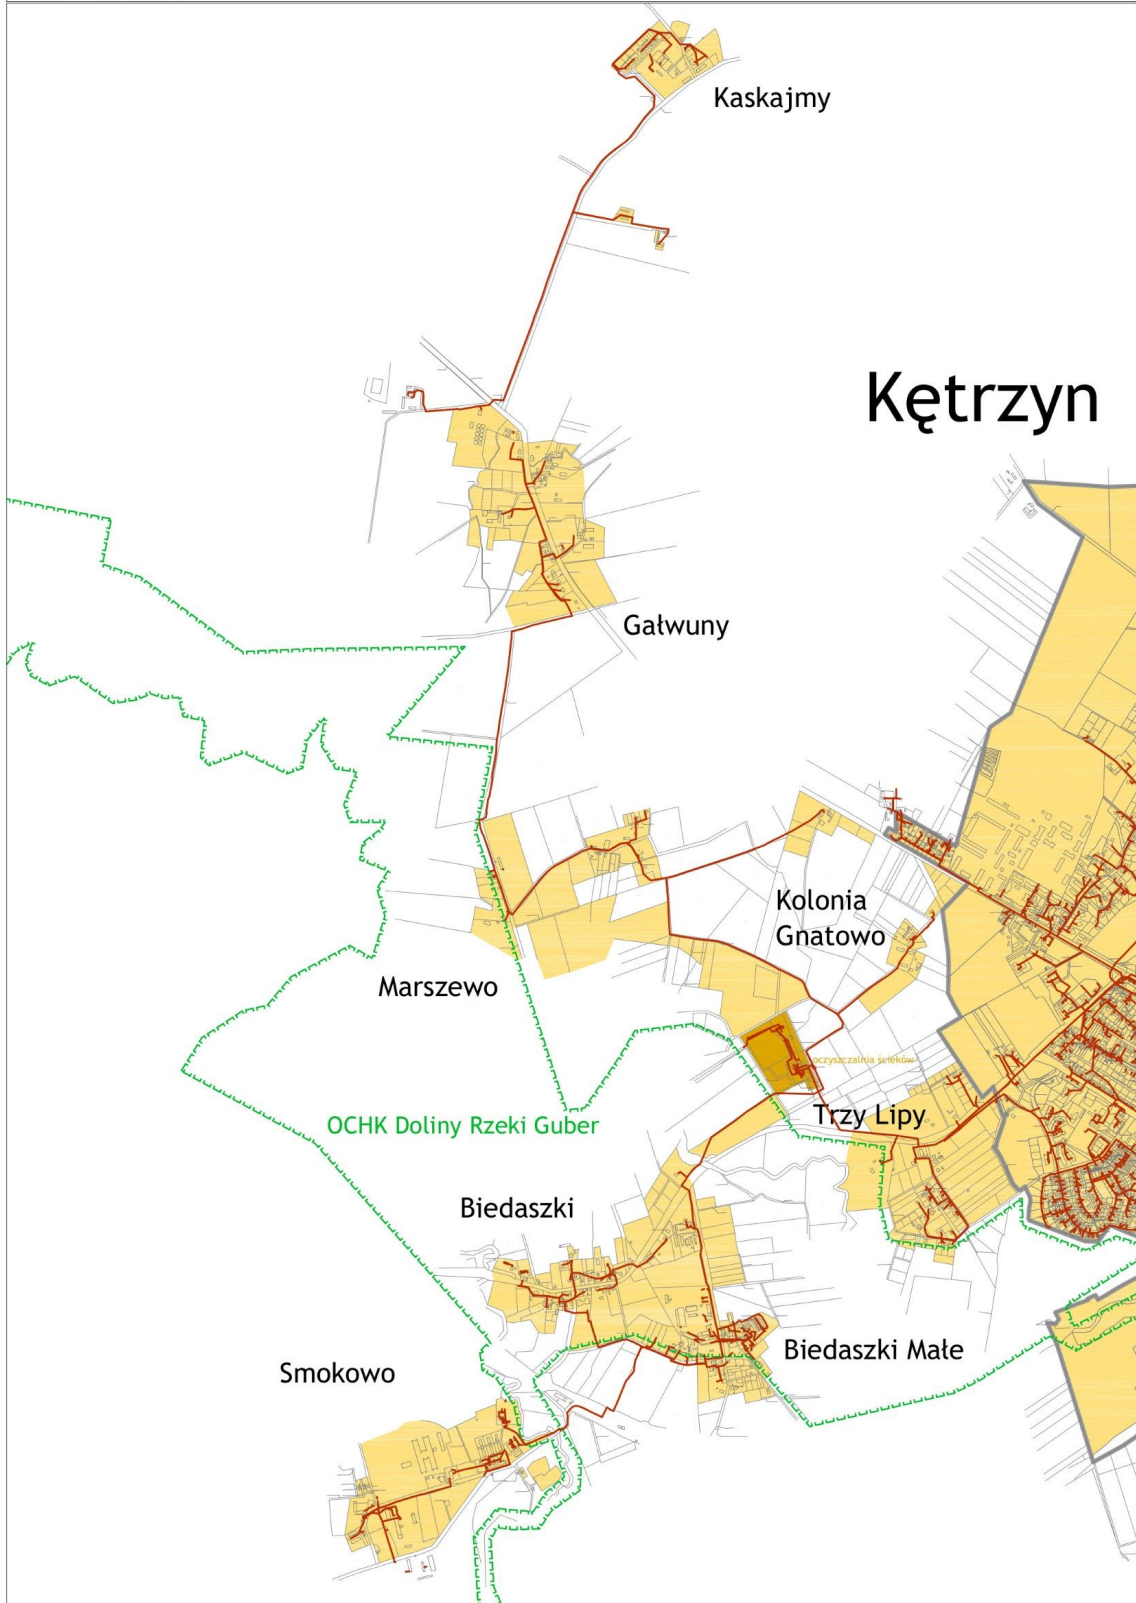 Kaskajmy
Kętrzyn
Gałwuny
Kolonia
Gnatowo
Marszewo
oczyszczalnia ścieków
Trzy Lipy
OCHK Doliny Rzeki Guber
Biedaszki
Biedaszki Małe
Smokowo